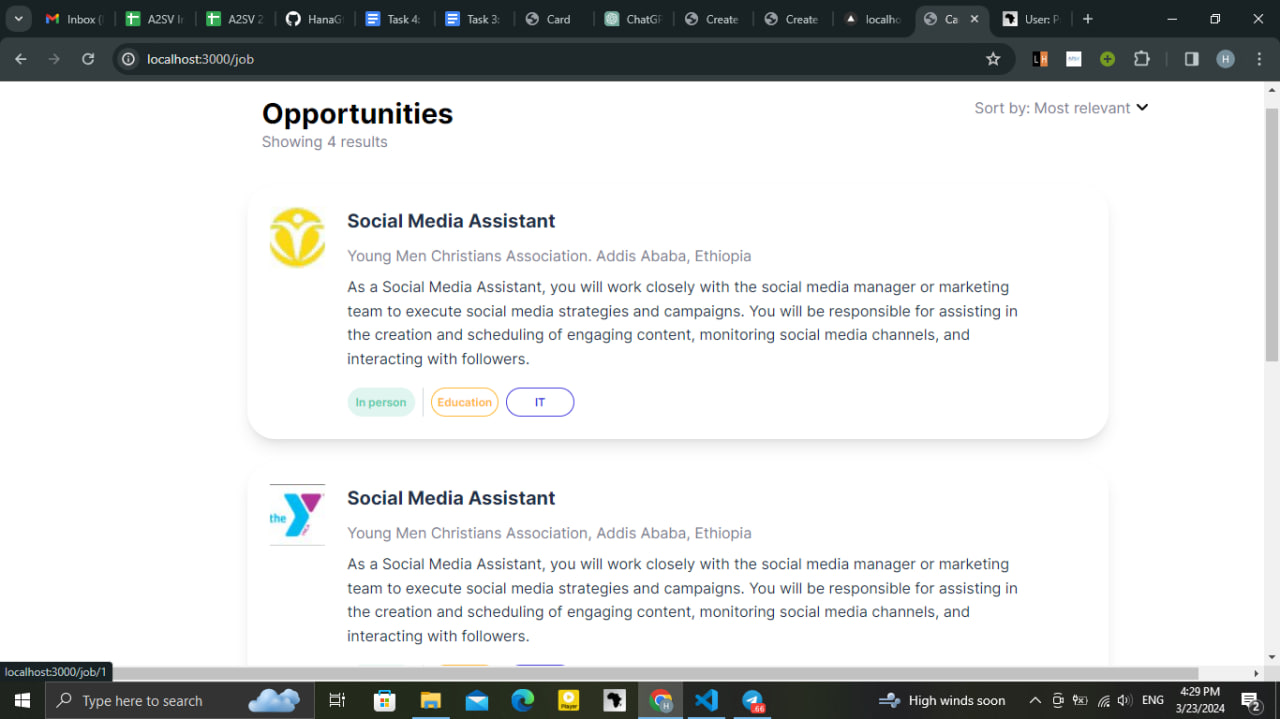 Inbox (
A2SV In
A2SV 2
HanaG
Task 4:
Task 3:
Card
ChatGP
Create
Create
localho
Ca
User: P
localhost:3000/job
H
Opportunities
Sort by: Most relevant
Showing 4 results
Social Media Assistant
Young Men Christians Association. Addis Ababa, Ethiopia
As a Social Media Assistant, you will work closely with the social media manager or marketing
team to execute social media strategies and campaigns. You will be responsible for assisting in
the creation and scheduling of engaging content, monitoring social media channels, and
interacting with followers.
In person
Education
IT
the
Social Media Assistant
Young Men Christians Association, Addis Ababa, Ethiopia
As a Social Media Assistant, you will work closely with the social media manager or marketing
team to execute social media strategies and campaigns. You will be responsible for assisting in
the creation and scheduling of engaging content, monitoring social media channels, and
interacting with followers.
localhost:3000/job/1
Type here to search
Player
H
66
High winds soon
ENG
4:29 PM
3/23/2024
2